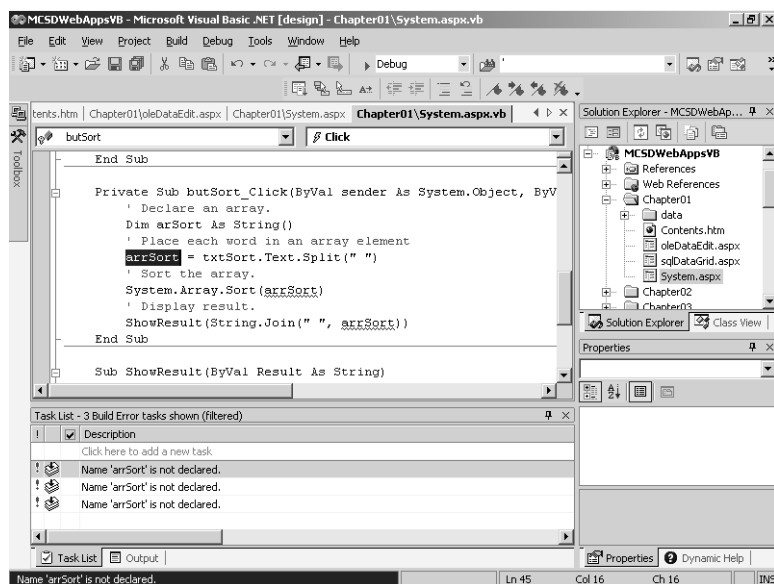 MCSDWebAppsVB - Microsoft Visual Basic .NET [design] - Chapter01\System.aspx.vb
File Edit View Project Build Debug Tools Window Help
Debug
tents.htm | Chapter01\oleDataEdit.aspx | Chapter01\System.aspx Chapter01\System.aspx.vb
butSort
Click
End Sub
Private Sub butSort_Click(ByVal sender As System.Object, ByV
' Declare an array.
Dim arSort As String()
' Place each word in an array element
arrSort = txtSort.Text.Split(" ")
' Sort the array.
System.Array.Sort(arrSort)
' Display result.
ShowResult(String.Join(" ", arrSort))
End Sub
Sub ShowResult(ByVal Result As String)
Toolbox
Solution Explorer - MCSDWebAp...
MCSDWebAppsVB
References
Web References
Chapter01
data
Contents.htm
oleDataEdit.aspx
sqlDataGrid.aspx
System.aspx
Chapter02
Chapter03
Solution Explorer Class View
Properties
Task List - 3 Build Error tasks shown (filtered)
! Description
Click here to add a new task
! Name 'arrSort' is not declared.
! Name 'arrSort' is not declared.
! Name 'arrSort' is not declared.
Task List Output
Properties Dynamic Help
Name 'arrSort' is not declared. Ln 45 Col 16 Ch 16 INS